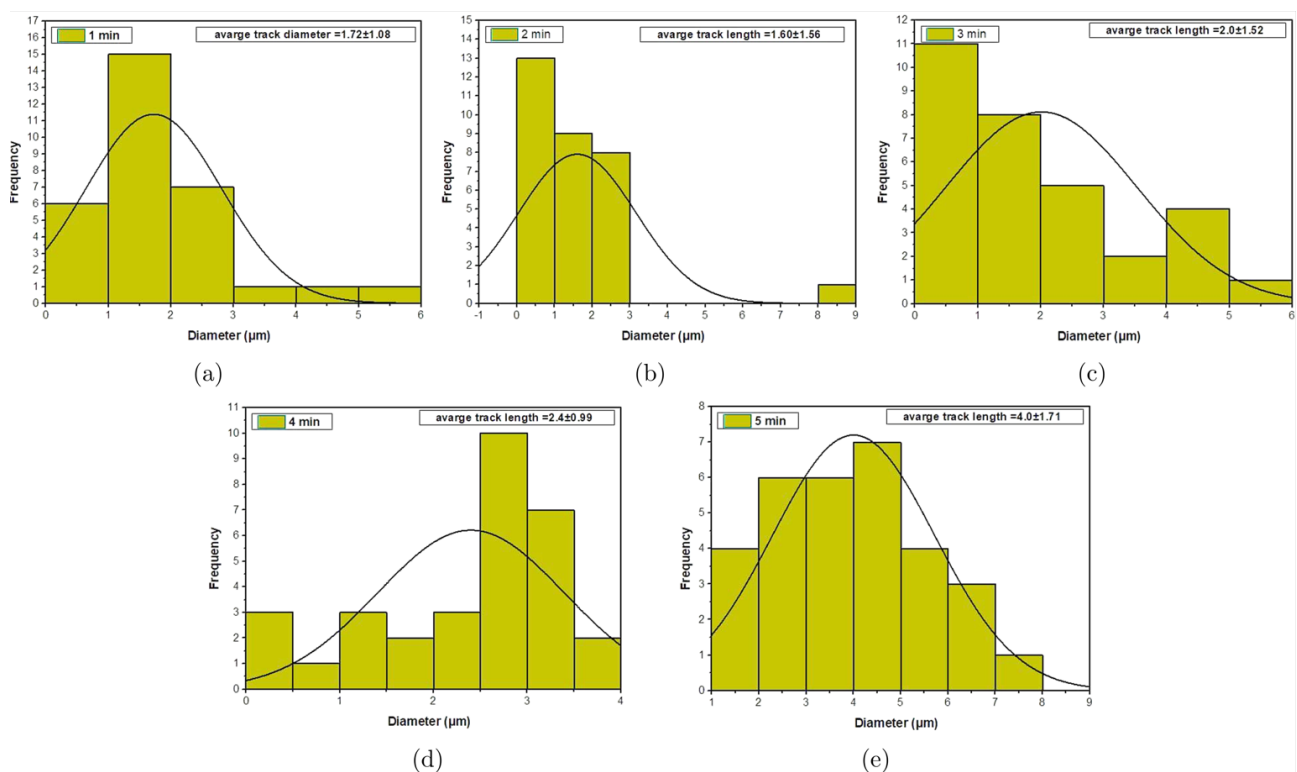 1 min
avarge track diameter =1.72±1.08
Frequency
17
16
15
14
13
12
11
10
9
8
7
6
5
4
3
2
1
0
0 1 2 3 4 5 6
Diameter (µm)
(a)
2 min
avarge track length =1.60±1.56
Frequency
15
14
13
12
11
10
9
8
7
6
5
4
3
2
1
0
-1 0 1 2 3 4 5 6 7 8 9
Diameter (µm)
(b)
3 min
avarge track length =2.0±1.52
Frequency
12
11
10
9
8
7
6
5
4
3
2
1
0
0 1 2 3 4 5 6
Diameter (µm)
(c)
4 min
avarge track length =2.4±0.99
Frequency
11
10
9
8
7
6
5
4
3
2
1
0
0 1 2 3 4
Diameter (µm)
(d)
5 min
avarge track length =4.0±1.71
Frequency
8
7
6
5
4
3
2
1
0
1 2 3 4 5 6 7 8 9
Diameter (µm)
(e)